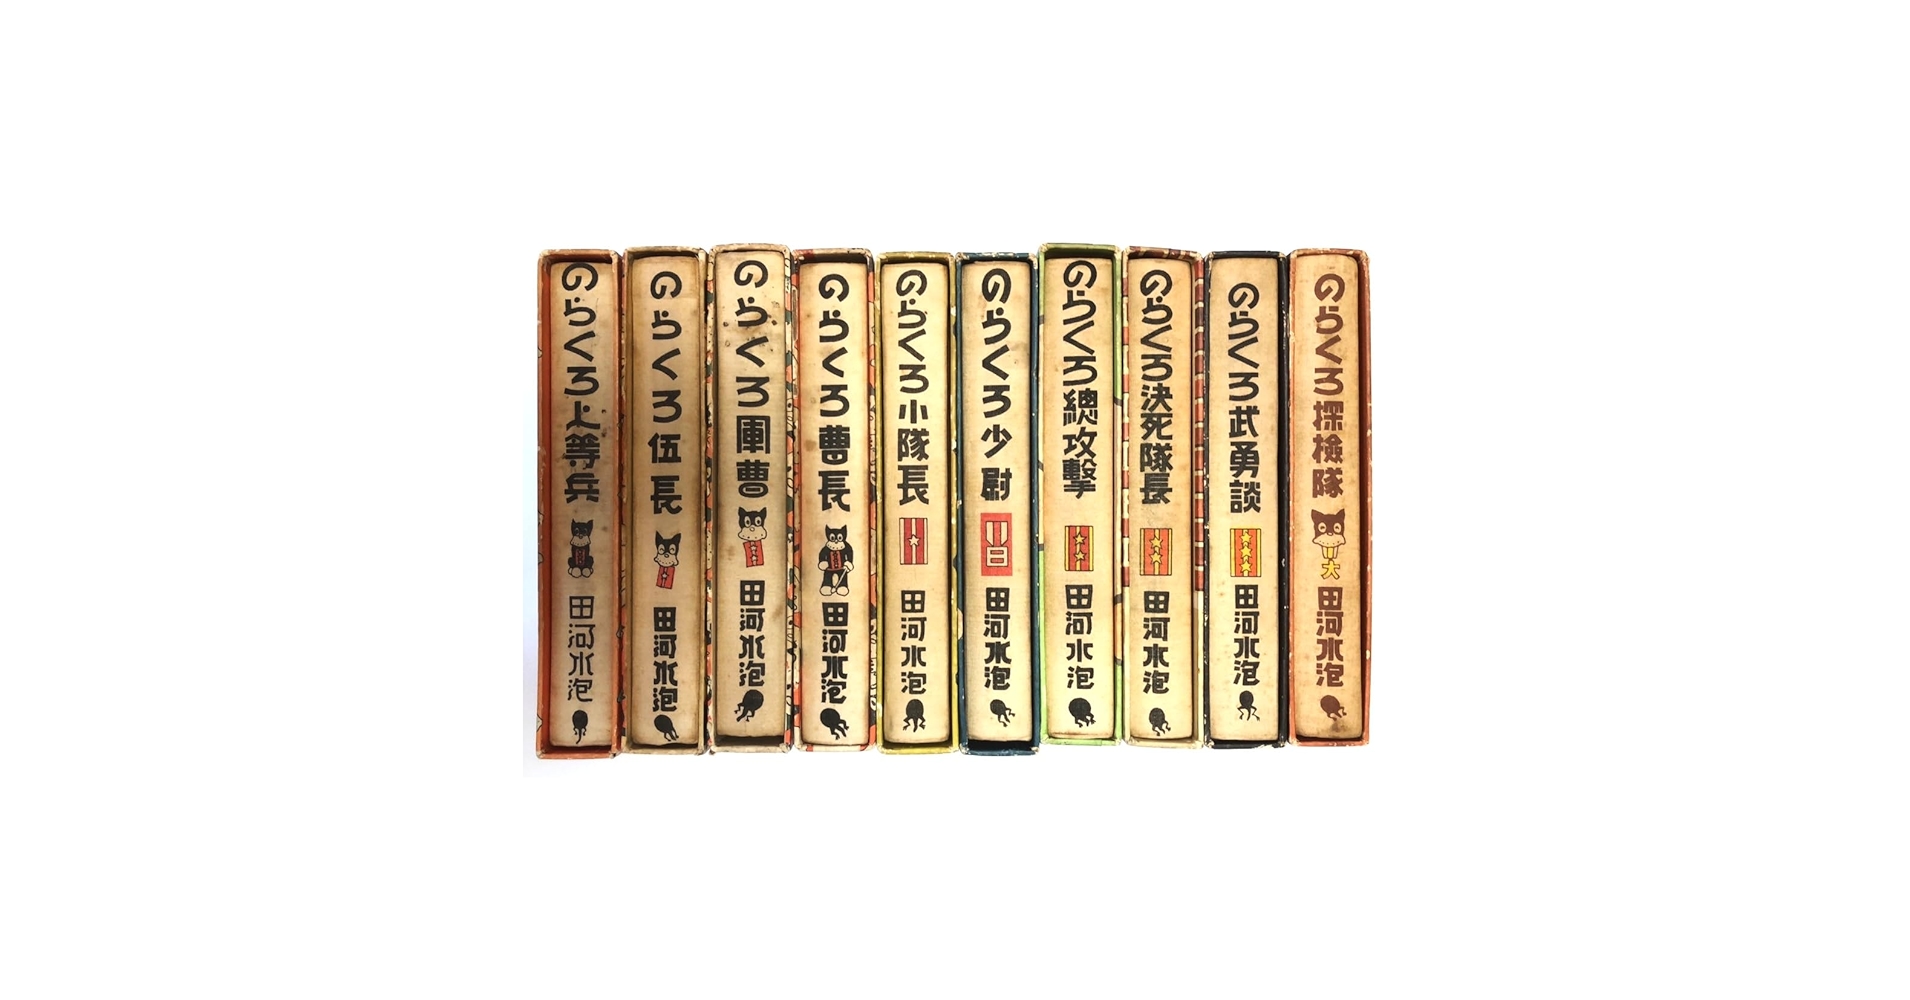 のらくろ上等兵
田河水泡
のらくろ伍長
田河水泡
のらくろ軍曹
田河水泡
のらくろ曹長
田河水泡
のらくろ小隊長
田河水泡
のらくろ少尉
田河水泡
のらくろ總攻撃
田河水泡
のらくろ決死隊長
田河水泡
のらくろ武勇談
田河水泡
のらくろ探檢隊
大
田河水泡